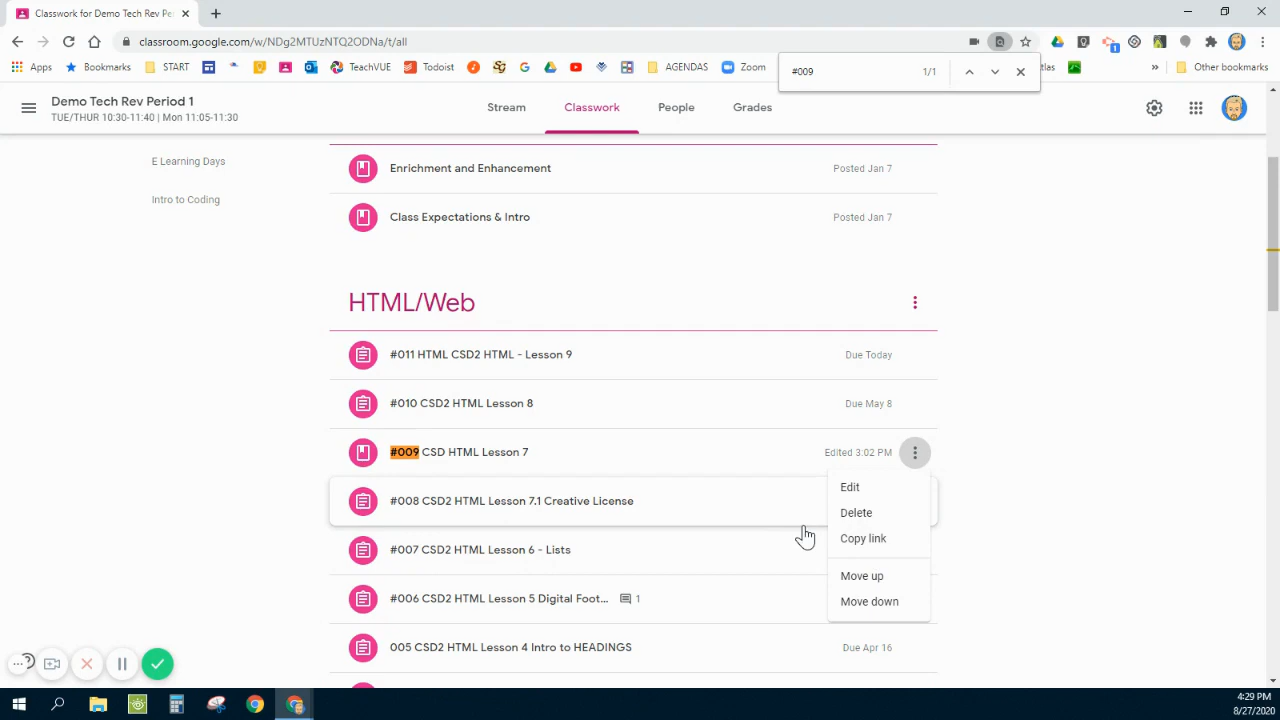 Classwork for Demo Tech Rev Pe
classroom.google.com/w/NDg2MTUzNTQ2ODNa/t/all
Apps
Bookmarks
START
TeachVUE
Todoist
AGENDAS
Zoom
tlas
»
Other bookmarks
#009
1/1
1
Demo Tech Rev Period 1
TUE/THUR 10:30-11:40 | Mon 11:05-11:30
Stream
Classwork
People
Grades
E Learning Days
Intro to Coding
Enrichment and Enhancement
Posted Jan 7
Class Expectations & Intro
Posted Jan 7
HTML/Web
#011 HTML CSD2 HTML - Lesson 9
Due Today
#010 CSD2 HTML Lesson 8
Due May 8
#009 CSD HTML Lesson 7
Edited 3:02 PM
#008 CSD2 HTML Lesson 7.1 Creative License
#007 CSD2 HTML Lesson 6 - Lists
#006 CSD2 HTML Lesson 5 Digital Foot...
1
005 CSD2 HTML Lesson 4 Intro to HEADINGS
Due Apr 16
Edit
Delete
Copy link
Move up
Move down
4:29 PM
8/27/2020